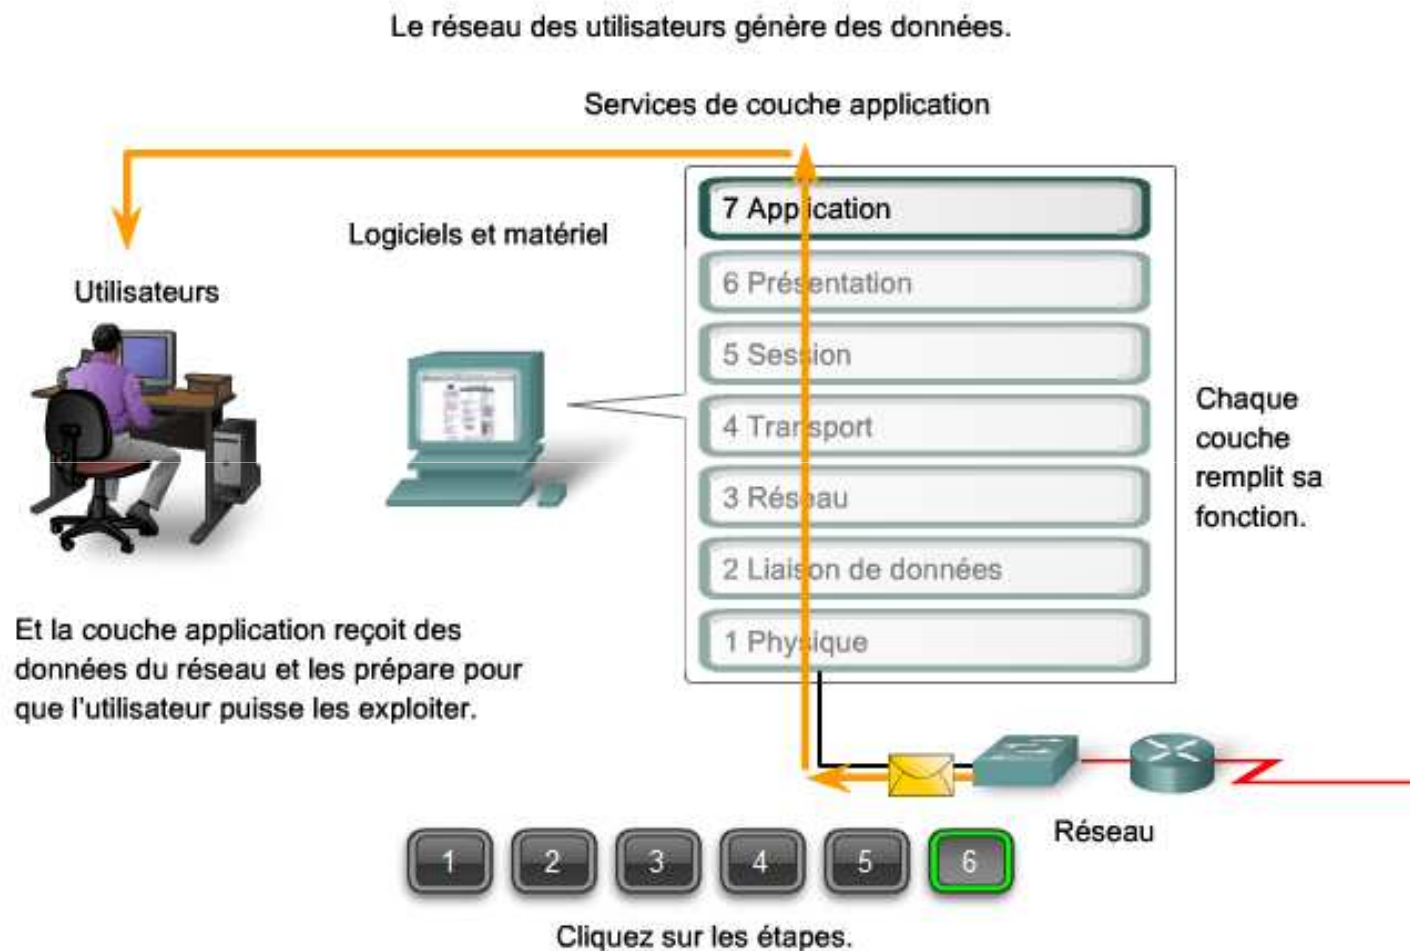 Le réseau des utilisateurs génère des données.
Services de couche application
7 Application
Logiciels et matériel
6 Présentation
Utilisateurs
5 Session
4 Transport
3 Réseau
2 Liaison de données
1 Physique
Chaque
couche
remplit sa
fonction.
Et la couche application reçoit des
données du réseau et les prépare pour
que l'utilisateur puisse les exploiter.
Réseau
1 2 3 4 5 6
Cliquez sur les étapes.